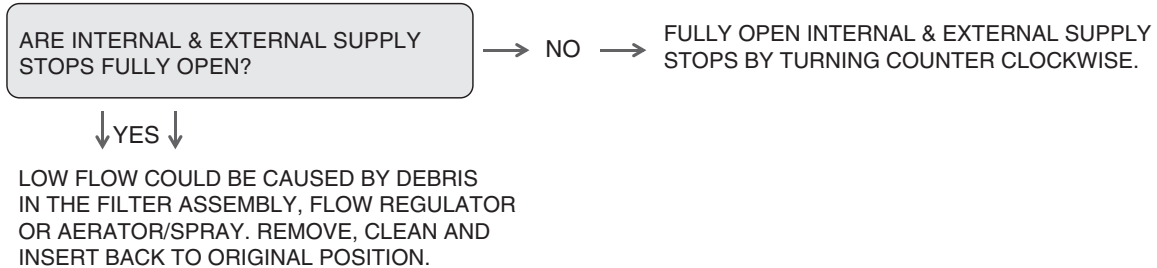 ARE INTERNAL & EXTERNAL SUPPLY
STOPS FULLY OPEN?
NO
FULLY OPEN INTERNAL & EXTERNAL SUPPLY
STOPS BY TURNING COUNTER CLOCKWISE.
YES
LOW FLOW COULD BE CAUSED BY DEBRIS
IN THE FILTER ASSEMBLY, FLOW REGULATOR
OR AERATOR/SPRAY. REMOVE, CLEAN AND
INSERT BACK TO ORIGINAL POSITION.